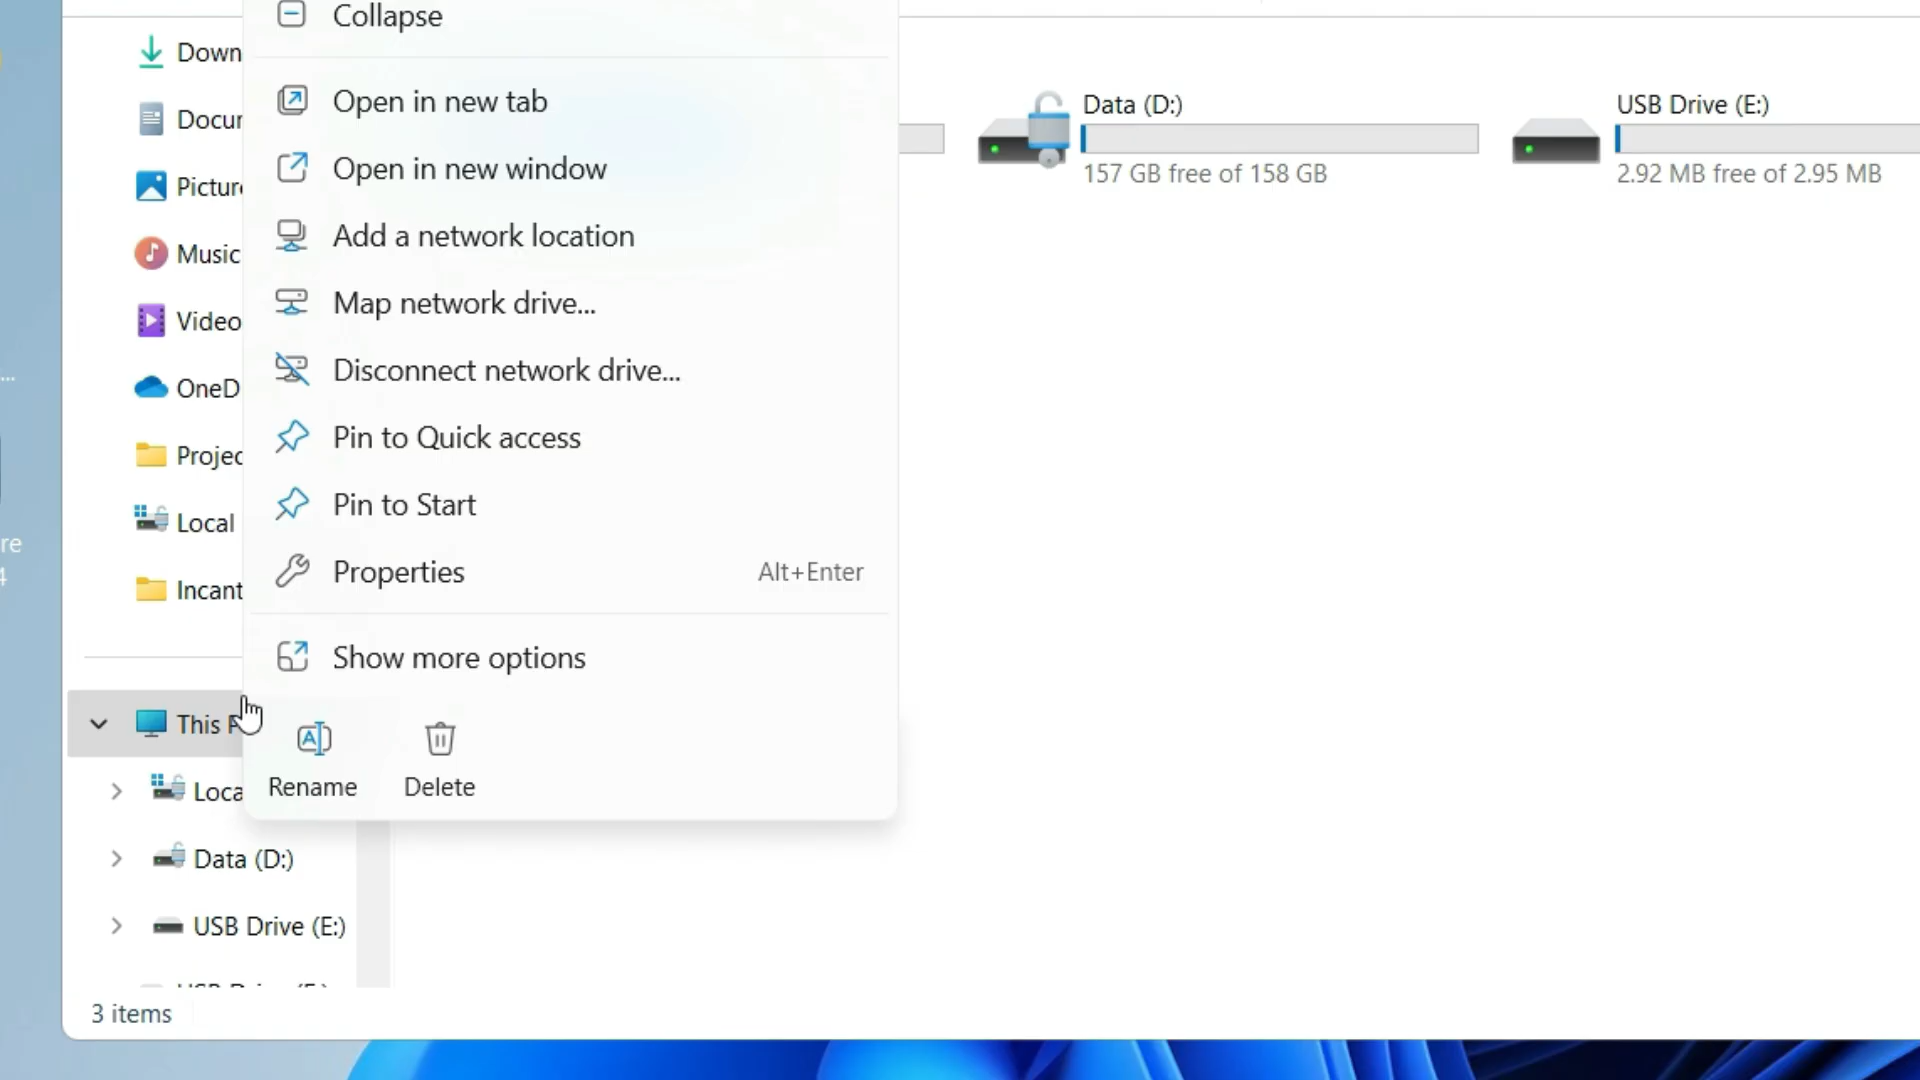 Collapse
Open in new tab
Open in new window
Add a network location
Map network drive...
Disconnect network drive...
Pin to Quick access
Pin to Start
Properties Alt+Enter
Show more options
Rename Delete
Down
Docur
Pictur
Music
Video
OneD
Projec
Local
Incant
This P
Loca
Data (D:)
USB Drive (E:)
3 items
Data (D:)
157 GB free of 158 GB
USB Drive (E:)
2.92 MB free of 2.95 MB
...
re
4